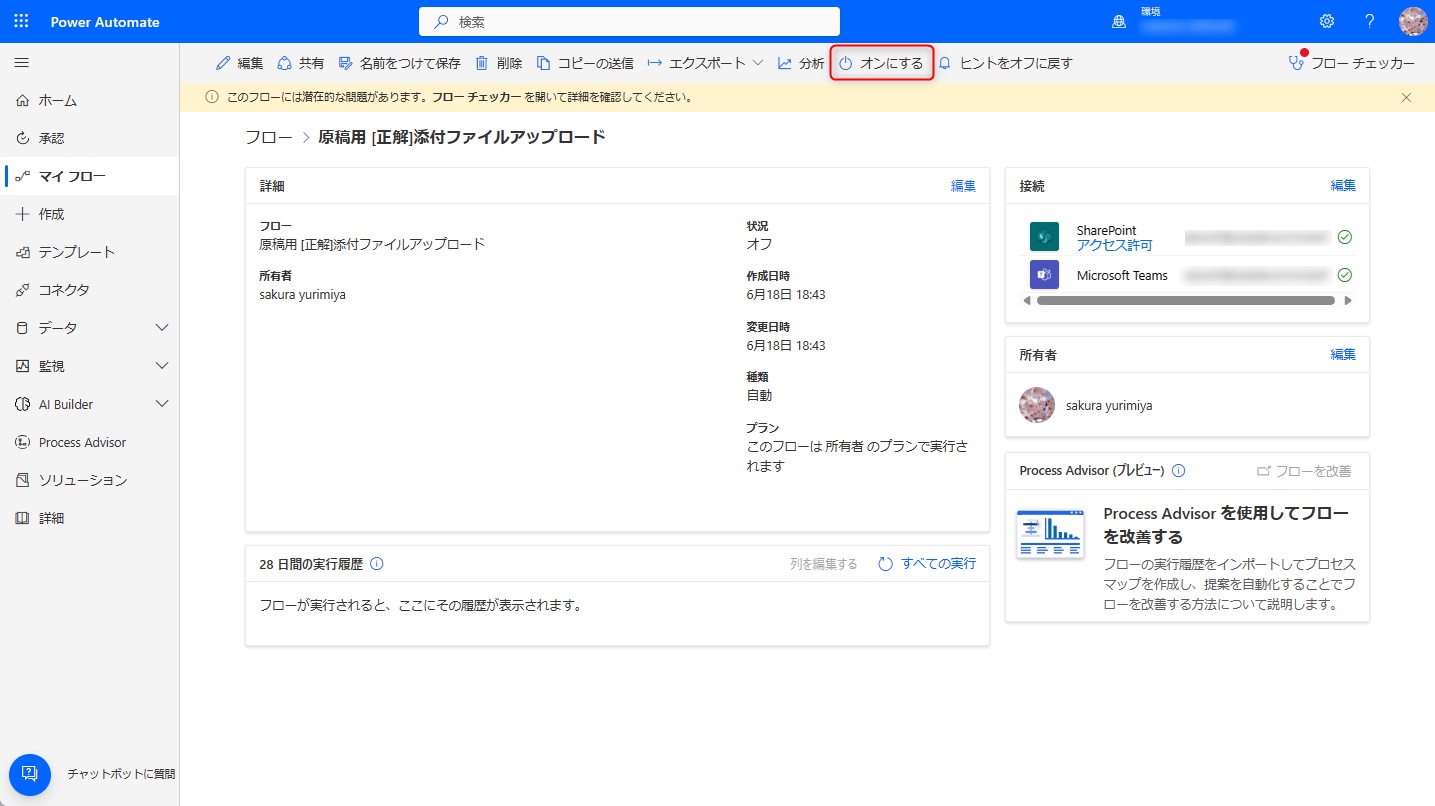 Power Automate
検索
環境
編集 共有 名前をつけて保存 削除 コピーの送信 エクスポート 分析 オンにする ヒントをオフに戻す フロー チェッカー
このフローには潜在的な問題があります。フロー チェッカー を開いて詳細を確認してください。
ホーム
承認
マイ フロー
作成
テンプレート
コネクタ
データ
監視
AI Builder
Process Advisor
ソリューション
詳細
チャットボットに質問
フロー > 原稿用 [正解]添付ファイルアップロード
詳細 編集
フロー
原稿用 [正解]添付ファイルアップロード
所有者
sakura yurimiya
状況
オフ
作成日時
6月18日 18:43
変更日時
6月18日 18:43
種類
自動
プラン
このフローは 所有者 のプランで実行さ
れます
28 日間の実行履歴 列を編集する すべての実行
フローが実行されると、ここにその履歴が表示されます。
接続 編集
SharePoint
アクセス許可
Microsoft Teams
所有者 編集
sakura yurimiya
Process Advisor (プレビュー) フローを改善
Process Advisor を使用してフロー
を改善する
フローの実行履歴をインポートしてプロセス
マップを作成し、提案を自動化することでフ
ローを改善する方法について説明します。